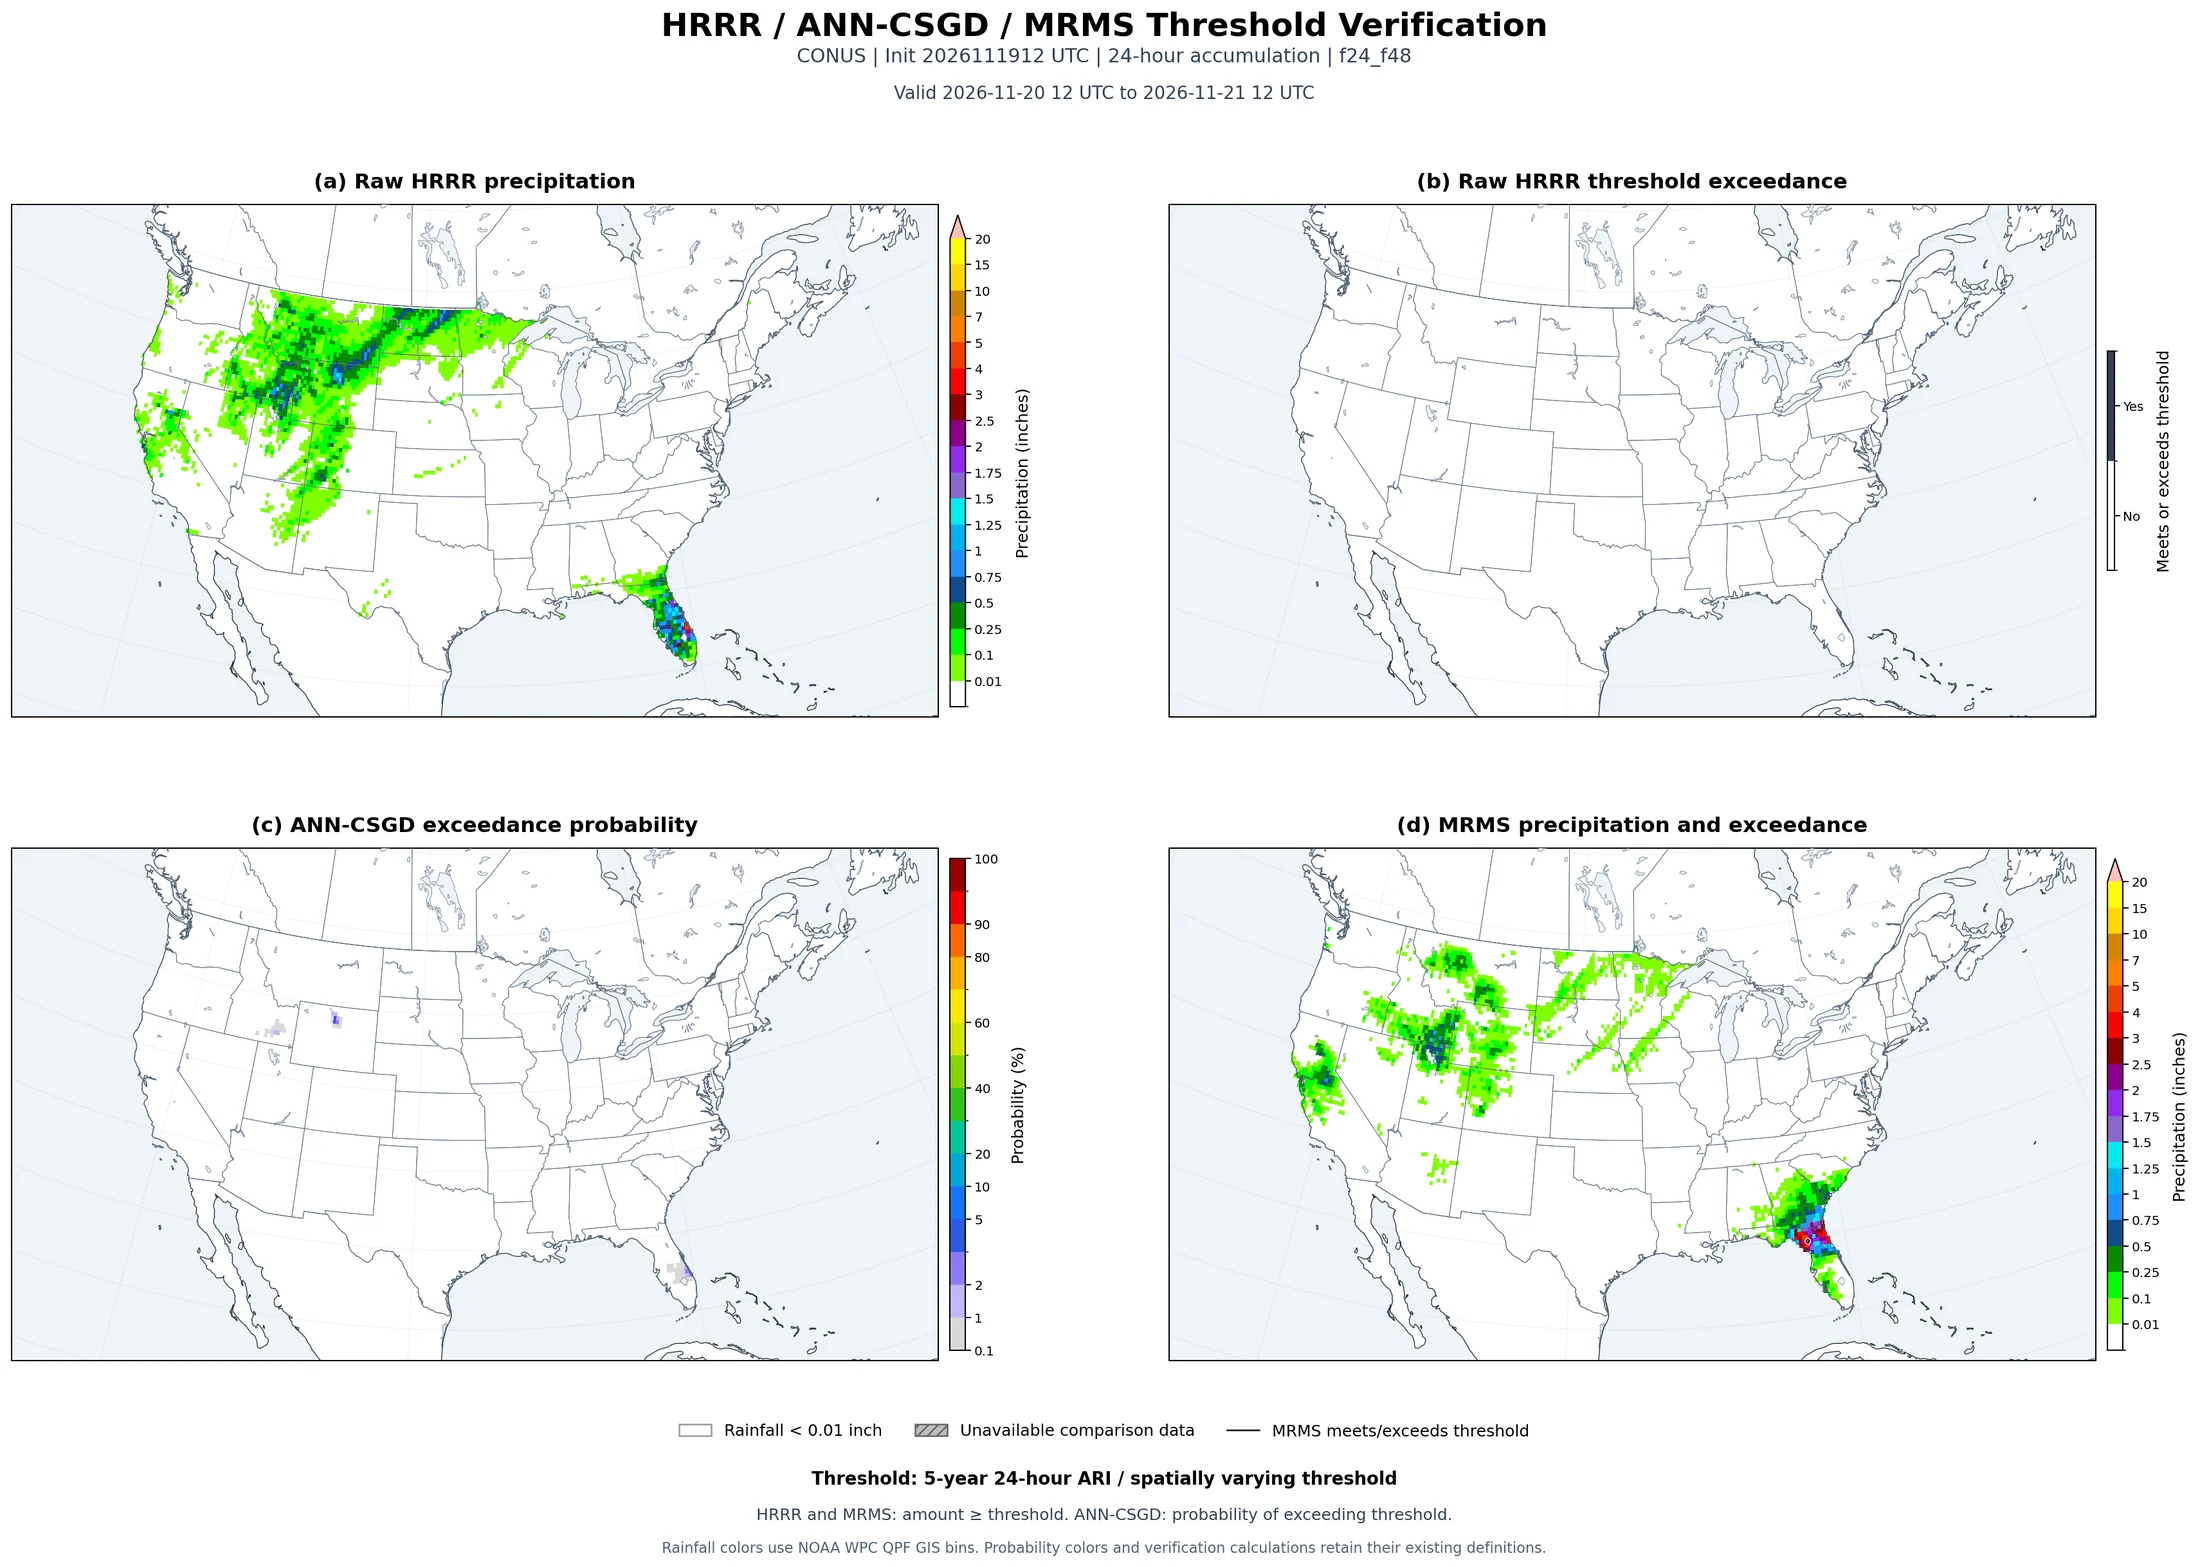 HRRR / ANN-CSGD / MRMS Threshold Verification
CONUS | Init 2026111912 UTC | 24-hour accumulation | f24_f48
Valid 2026-11-20 12 UTC to 2026-11-21 12 UTC
(a) Raw HRRR precipitation
20
15
10
7
5
4
3
2.5
2
1.75
1.5
1.25
1
0.75
0.5
0.25
0.1
0.01
Precipitation (inches)
(b) Raw HRRR threshold exceedance
Yes
No
Meets or exceeds threshold
(c) ANN-CSGD exceedance probability
100
90
80
60
40
20
10
5
2
1
0.1
Probability (%)
(d) MRMS precipitation and exceedance
20
15
10
7
5
4
3
2.5
2
1.75
1.5
1.25
1
0.75
0.5
0.25
0.1
0.01
Precipitation (inches)
Rainfall < 0.01 inch
Unavailable comparison data
MRMS meets/exceeds threshold
Threshold: 5-year 24-hour ARI / spatially varying threshold
HRRR and MRMS: amount ≥ threshold. ANN-CSGD: probability of exceeding threshold.
Rainfall colors use NOAA WPC QPF GIS bins. Probability colors and verification calculations retain their existing definitions.